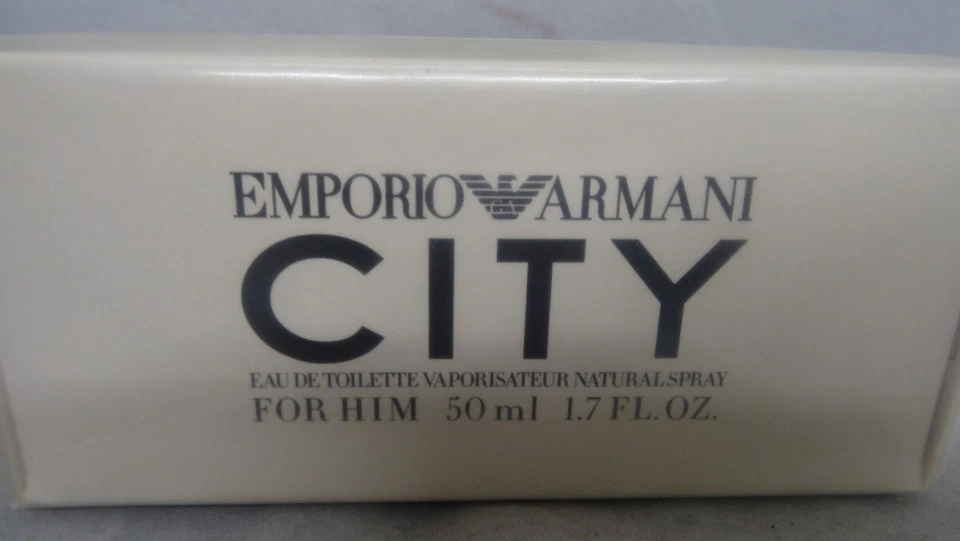 EMPORIO ARMANI
CITY
EAU DE TOILETTE VAPORISATEUR NATURAL SPRAY
FOR HIM 50 ml 1.7 FL. OZ.